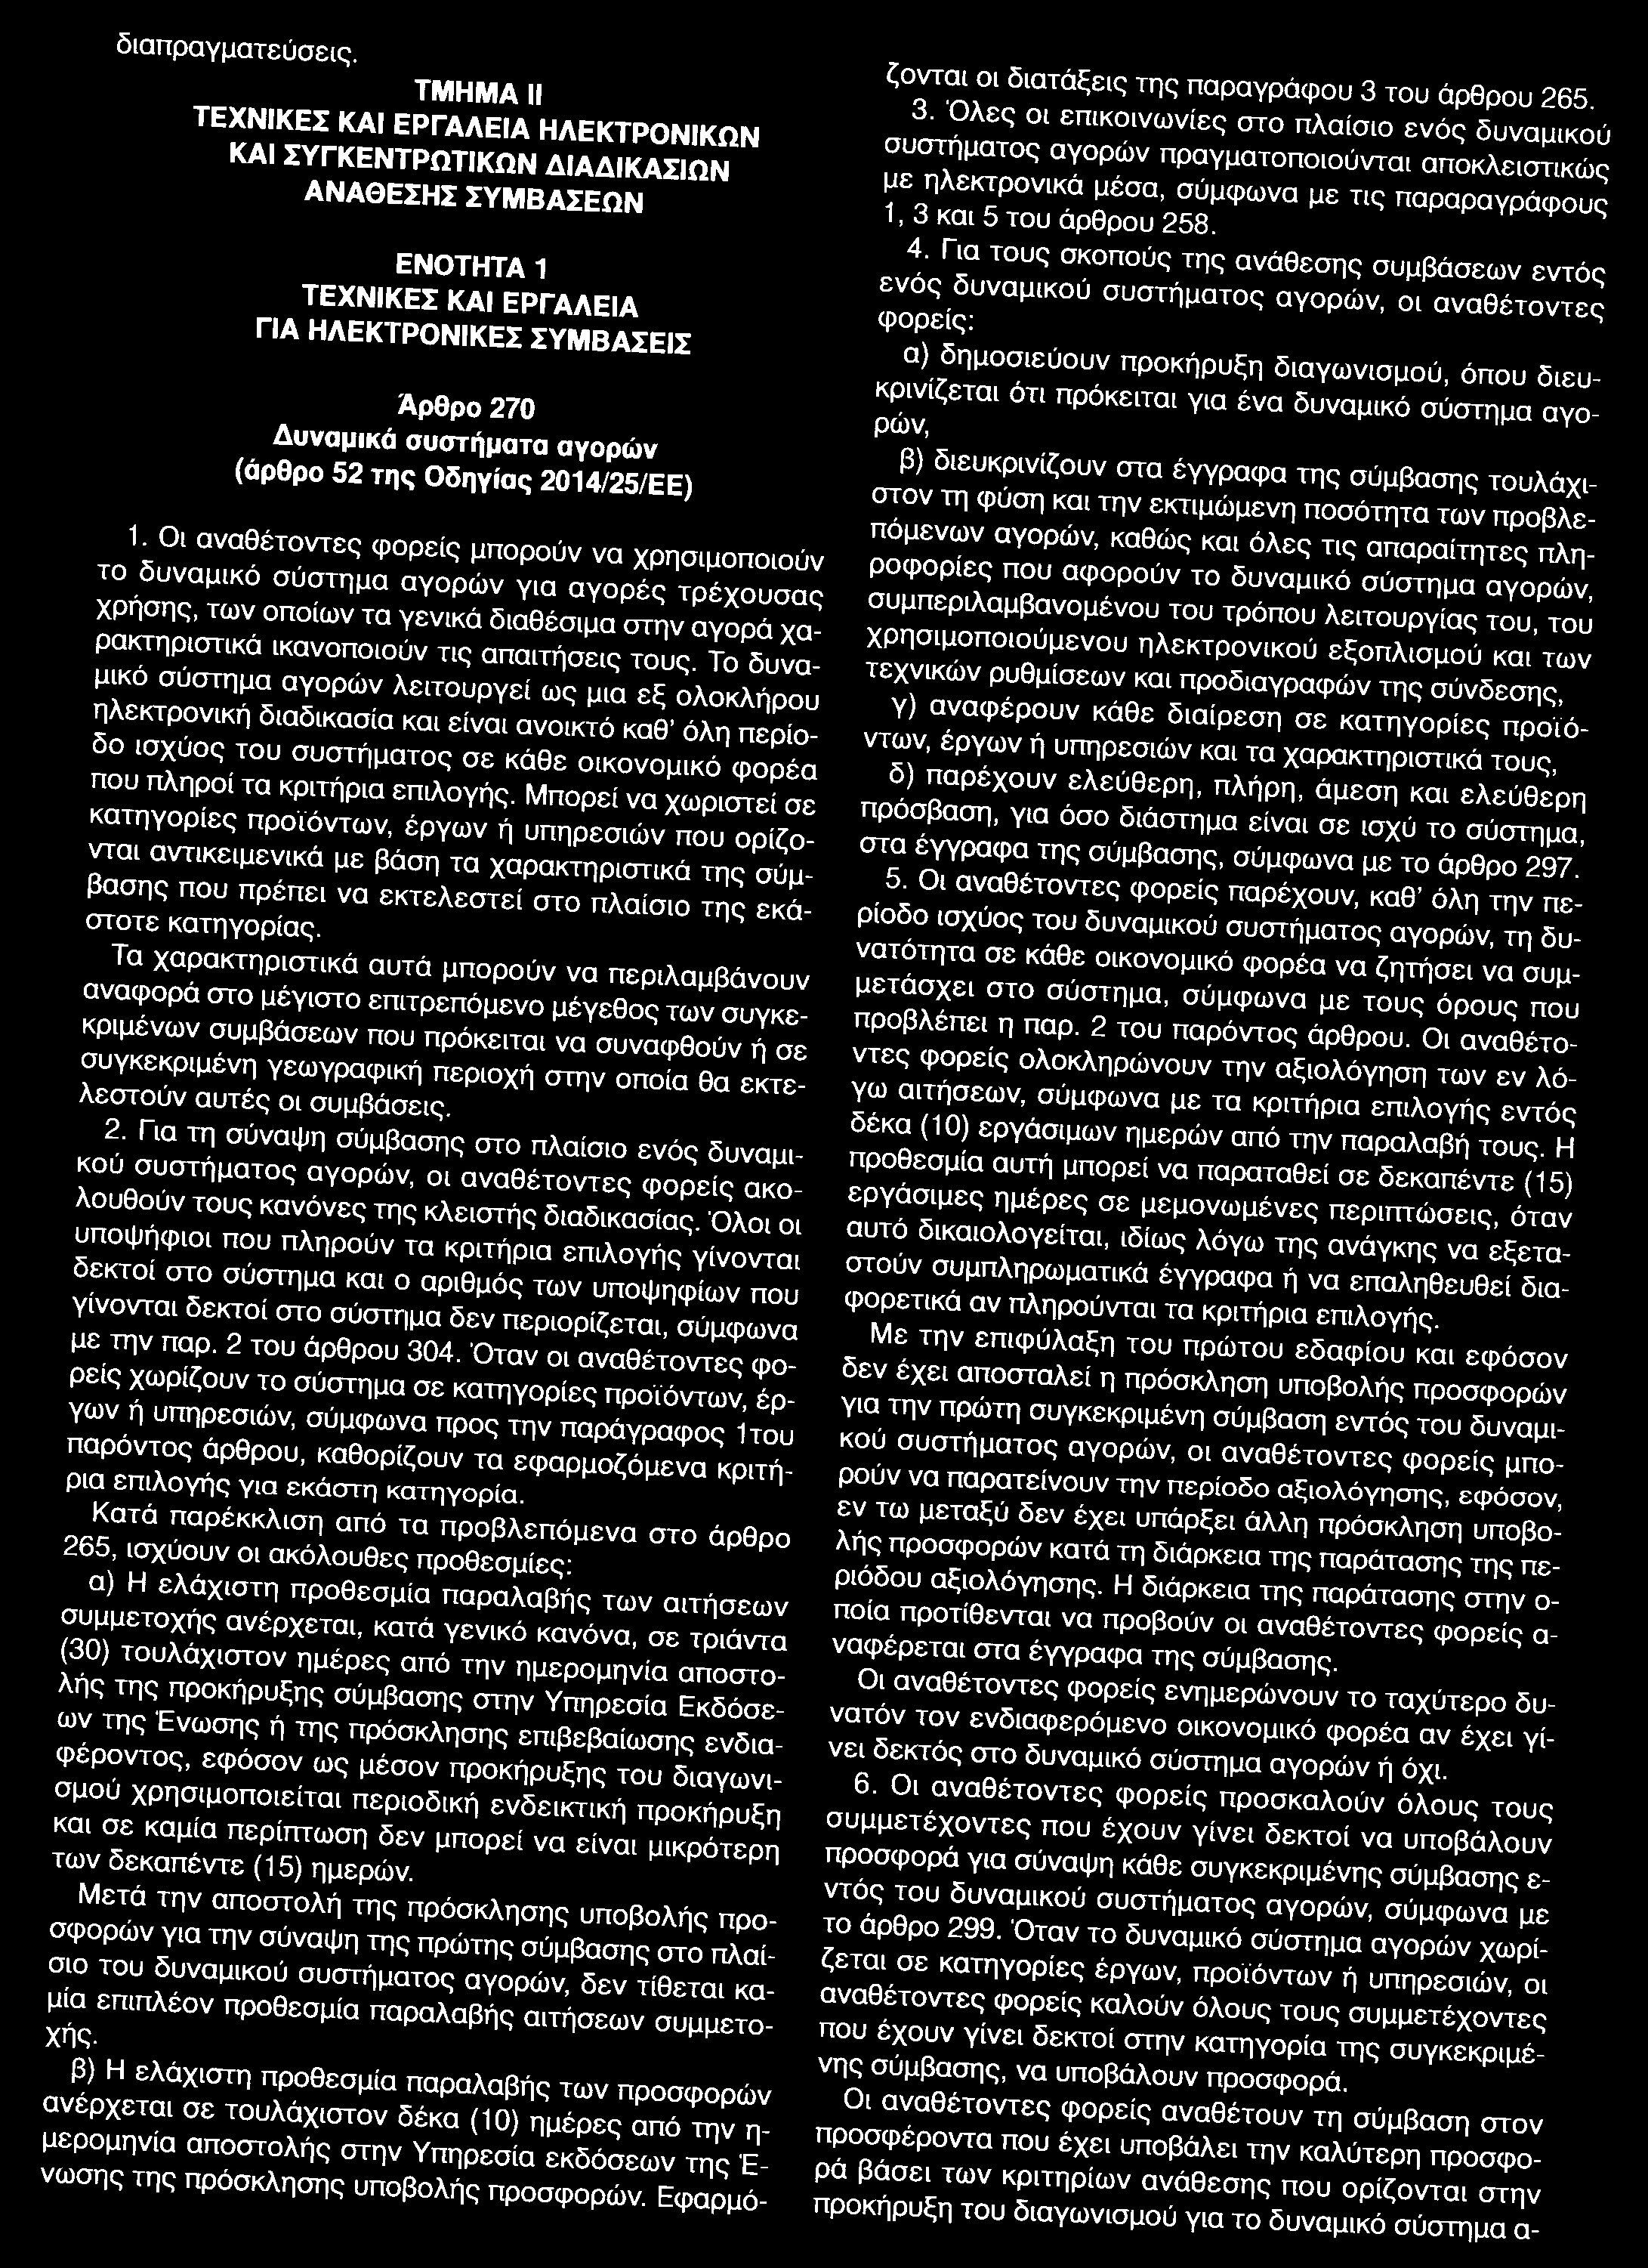 διαπραγματεύσεις.
ΤΜΗΜΑ ΙΙ
ΤΕΧΝΙΚΕΣ ΚΑΙ ΕΡΓΑΛΕΙΑ ΗΛΕΚΤΡΟΝΙΚΩΝ
ΚΑΙ ΣΥΓΚΕΝΤΡΩΤΙΚΩΝ ΔΙΑΔΙΚΑΣΙΩΝ
ΑΝΑΘΕΣΗΣ ΣΥΜΒΑΣΕΩΝ
ΕΝΟΤΗΤΑ 1
ΤΕΧΝΙΚΕΣ ΚΑΙ ΕΡΓΑΛΕΙΑ
ΓΙΑ ΗΛΕΚΤΡΟΝΙΚΕΣ ΣΥΜΒΑΣΕΙΣ
Άρθρο 270
Δυναμικά συστήματα αγορών
(άρθρο 52 της Οδηγίας 2014/25/ΕΕ)
1. Οι αναθέτοντες φορείς μπορούν να χρησιμοποιούν
το δυναμικό σύστημα αγορών για αγορές τρέχουσας
χρήσης, των οποίων τα γενικά διαθέσιμα στην αγορά χα-
ρακτηριστικά ικανοποιούν τις απαιτήσεις τους. Το δυνα-
μικό σύστημα αγορών λειτουργεί ως μια εξ ολοκλήρου
ηλεκτρονική διαδικασία και είναι ανοικτό καθ’ όλη περίο-
δο ισχύος του συστήματος σε κάθε οικονομικό φορέα
που πληροί τα κριτήρια επιλογής. Μπορεί να χωριστεί σε
κατηγορίες προϊόντων, έργων ή υπηρεσιών που ορίζο-
νται αντικειμενικά με βάση τα χαρακτηριστικά της σύμ-
βασης που πρέπει να εκτελεστεί στο πλαίσιο της εκά-
στοτε κατηγορίας.
Τα χαρακτηριστικά αυτά μπορούν να περιλαμβάνουν
αναφορά στο μέγιστο επιτρεπόμενο μέγεθος των συγκε-
κριμένων συμβάσεων που πρόκειται να συναφθούν ή σε
συγκεκριμένη γεωγραφική περιοχή στην οποία θα εκτε-
λεστούν αυτές οι συμβάσεις.
2. Για τη σύναψη σύμβασης στο πλαίσιο ενός δυναμι-
κού συστήματος αγορών, οι αναθέτοντες φορείς ακο-
λουθούν τους κανόνες της κλειστής διαδικασίας. Όλοι οι
υποψήφιοι που πληρούν τα κριτήρια επιλογής γίνονται
δεκτοί στο σύστημα και ο αριθμός των υποψηφίων που
γίνονται δεκτοί στο σύστημα δεν περιορίζεται, σύμφωνα
με την παρ. 2 του άρθρου 304. Όταν οι αναθέτοντες φο-
ρείς χωρίζουν το σύστημα σε κατηγορίες προϊόντων, έρ-
γων ή υπηρεσιών, σύμφωνα προς την παράγραφος 1του
παρόντος άρθρου, καθορίζουν τα εφαρμοζόμενα κριτή-
ρια επιλογής για εκάστη κατηγορία.
Κατά παρέκκλιση από τα προβλεπόμενα στο άρθρο
265, ισχύουν οι ακόλουθες προθεσμίες:
α) Η ελάχιστη προθεσμία παραλαβής των αιτήσεων
συμμετοχής ανέρχεται, κατά γενικό κανόνα, σε τριάντα
(30) τουλάχιστον ημέρες από την ημερομηνία αποστο-
λής της προκήρυξης σύμβασης στην Υπηρεσία Εκδόσε-
ων της Ένωσης ή της πρόσκλησης επιβεβαίωσης ενδια-
φέροντος, εφόσον ως μέσον προκήρυξης του διαγωνι-
σμού χρησιμοποιείται περιοδική ενδεικτική προκήρυξη
και σε καμία περίπτωση δεν μπορεί να είναι μικρότερη
των δεκαπέντε (15) ημερών.
Μετά την αποστολή της πρόσκλησης υποβολής προ-
σφορών για την σύναψη της πρώτης σύμβασης στο πλαί-
σιο του δυναμικού συστήματος αγορών, δεν τίθεται κα-
μία επιπλέον προθεσμία παραλαβής αιτήσεων συμμετο-
χής.
β) Η ελάχιστη προθεσμία παραλαβής των προσφορών
ανέρχεται σε τουλάχιστον δέκα (10) ημέρες από την η-
μερομηνία αποστολής στην Υπηρεσία εκδόσεων της Έ-
νωσης της πρόσκλησης υποβολής προσφορών. Εφαρμό-
ζονται οι διατάξεις της παραγράφου 3 του άρθρου 265.
3. Όλες οι επικοινωνίες στο πλαίσιο ενός δυναμικού
συστήματος αγορών πραγματοποιούνται αποκλειστικώς
με ηλεκτρονικά μέσα, σύμφωνα με τις παραραγράφους
1, 3 και 5 του άρθρου 258.
4. Για τους σκοπούς της ανάθεσης συμβάσεων εντός
ενός δυναμικού συστήματος αγορών, οι αναθέτοντες
φορείς:
α) δημοσιεύουν προκήρυξη διαγωνισμού, όπου διευ-
κρινίζεται ότι πρόκειται για ένα δυναμικό σύστημα αγο-
ρών,
β) διευκρινίζουν στα έγγραφα της σύμβασης τουλάχι-
στον τη φύση και την εκτιμώμενη ποσότητα των προβλε-
πόμενων αγορών, καθώς και όλες τις απαραίτητες πλη-
ροφορίες που αφορούν το δυναμικό σύστημα αγορών,
συμπεριλαμβανομένου του τρόπου λειτουργίας του, του
χρησιμοποιούμενου ηλεκτρονικού εξοπλισμού και των
τεχνικών ρυθμίσεων και προδιαγραφών της σύνδεσης,
γ) αναφέρουν κάθε διαίρεση σε κατηγορίες προϊό-
ντων, έργων ή υπηρεσιών και τα χαρακτηριστικά τους,
δ) παρέχουν ελεύθερη, πλήρη, άμεση και ελεύθερη
πρόσβαση, για όσο διάστημα είναι σε ισχύ το σύστημα,
στα έγγραφα της σύμβασης, σύμφωνα με το άρθρο 297.
5. Οι αναθέτοντες φορείς παρέχουν, καθ’ όλη την πε-
ρίοδο ισχύος του δυναμικού συστήματος αγορών, τη δυ-
νατότητα σε κάθε οικονομικό φορέα να ζητήσει να συμ-
μετάσχει στο σύστημα, σύμφωνα με τους όρους που
προβλέπει η παρ. 2 του παρόντος άρθρου. Οι αναθέτο-
ντες φορείς ολοκληρώνουν την αξιολόγηση των εν λό-
γω αιτήσεων, σύμφωνα με τα κριτήρια επιλογής εντός
δέκα (10) εργάσιμων ημερών από την παραλαβή τους. Η
προθεσμία αυτή μπορεί να παραταθεί σε δεκαπέντε (15)
εργάσιμες ημέρες σε μεμονωμένες περιπτώσεις, όταν
αυτό δικαιολογείται, ιδίως λόγω της ανάγκης να εξετα-
στούν συμπληρωματικά έγγραφα ή να επαληθευθεί δια-
φορετικά αν πληρούνται τα κριτήρια επιλογής.
Με την επιφύλαξη του πρώτου εδαφίου και εφόσον
δεν έχει αποσταλεί η πρόσκληση υποβολής προσφορών
για την πρώτη συγκεκριμένη σύμβαση εντός του δυναμι-
κού συστήματος αγορών, οι αναθέτοντες φορείς μπο-
ρούν να παρατείνουν την περίοδο αξιολόγησης, εφόσον,
εν τω μεταξύ δεν έχει υπάρξει άλλη πρόσκληση υποβο-
λής προσφορών κατά τη διάρκεια της παράτασης της πε-
ριόδου αξιολόγησης. Η διάρκεια της παράτασης στην ο-
ποία προτίθενται να προβούν οι αναθέτοντες φορείς α-
ναφέρεται στα έγγραφα της σύμβασης.
Οι αναθέτοντες φορείς ενημερώνουν το ταχύτερο δυ-
νατόν τον ενδιαφερόμενο οικονομικό φορέα αν έχει γί-
νει δεκτός στο δυναμικό σύστημα αγορών ή όχι.
6. Οι αναθέτοντες φορείς προσκαλούν όλους τους
συμμετέχοντες που έχουν γίνει δεκτοί να υποβάλουν
προσφορά για σύναψη κάθε συγκεκριμένης σύμβασης ε-
ντός του δυναμικού συστήματος αγορών, σύμφωνα με
το άρθρο 299. Όταν το δυναμικό σύστημα αγορών χωρί-
ζεται σε κατηγορίες έργων, προϊόντων ή υπηρεσιών, οι
αναθέτοντες φορείς καλούν όλους τους συμμετέχοντες
που έχουν γίνει δεκτοί στην κατηγορία της συγκεκριμέ-
νης σύμβασης, να υποβάλουν προσφορά.
Οι αναθέτοντες φορείς αναθέτουν τη σύμβαση στον
προσφέροντα που έχει υποβάλει την καλύτερη προσφο-
ρά βάσει των κριτηρίων ανάθεσης που ορίζονται στην
προκήρυξη του διαγωνισμού για το δυναμικό σύστημα α-